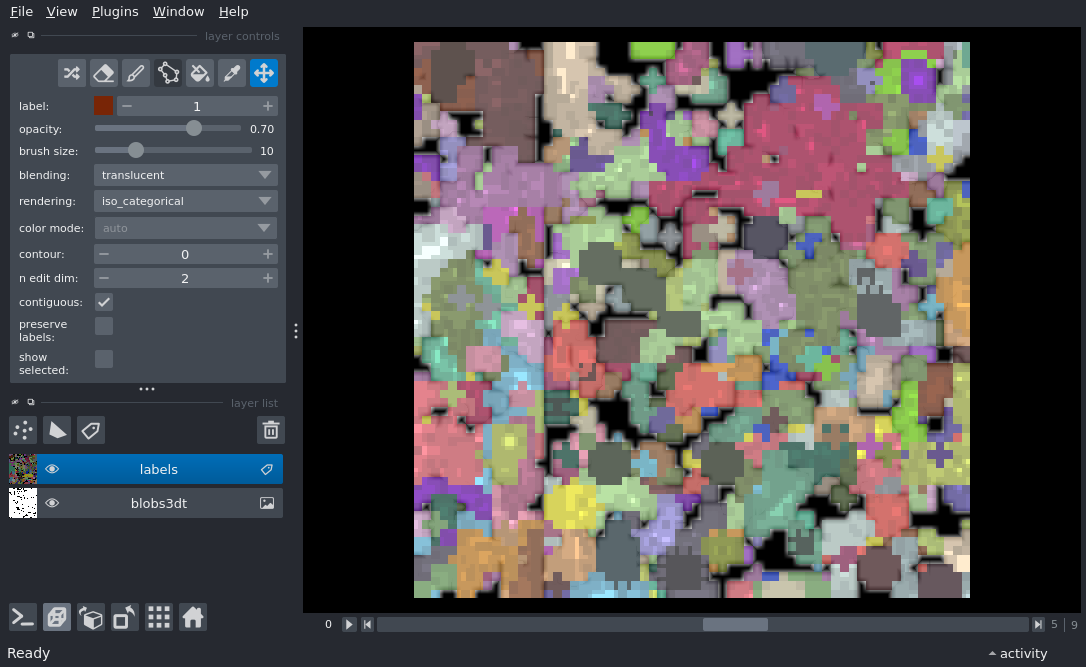 File View Plugins Window Help
layer controls
label: 1
opacity: 0.70
brush size: 10
blending: translucent
rendering: iso_categorical
color mode: auto
contour: 0
n edit dim: 2
contiguous:
preserve
labels:
show
selected:
layer list
labels
blobs3dt
0 5 | 9
Ready activity